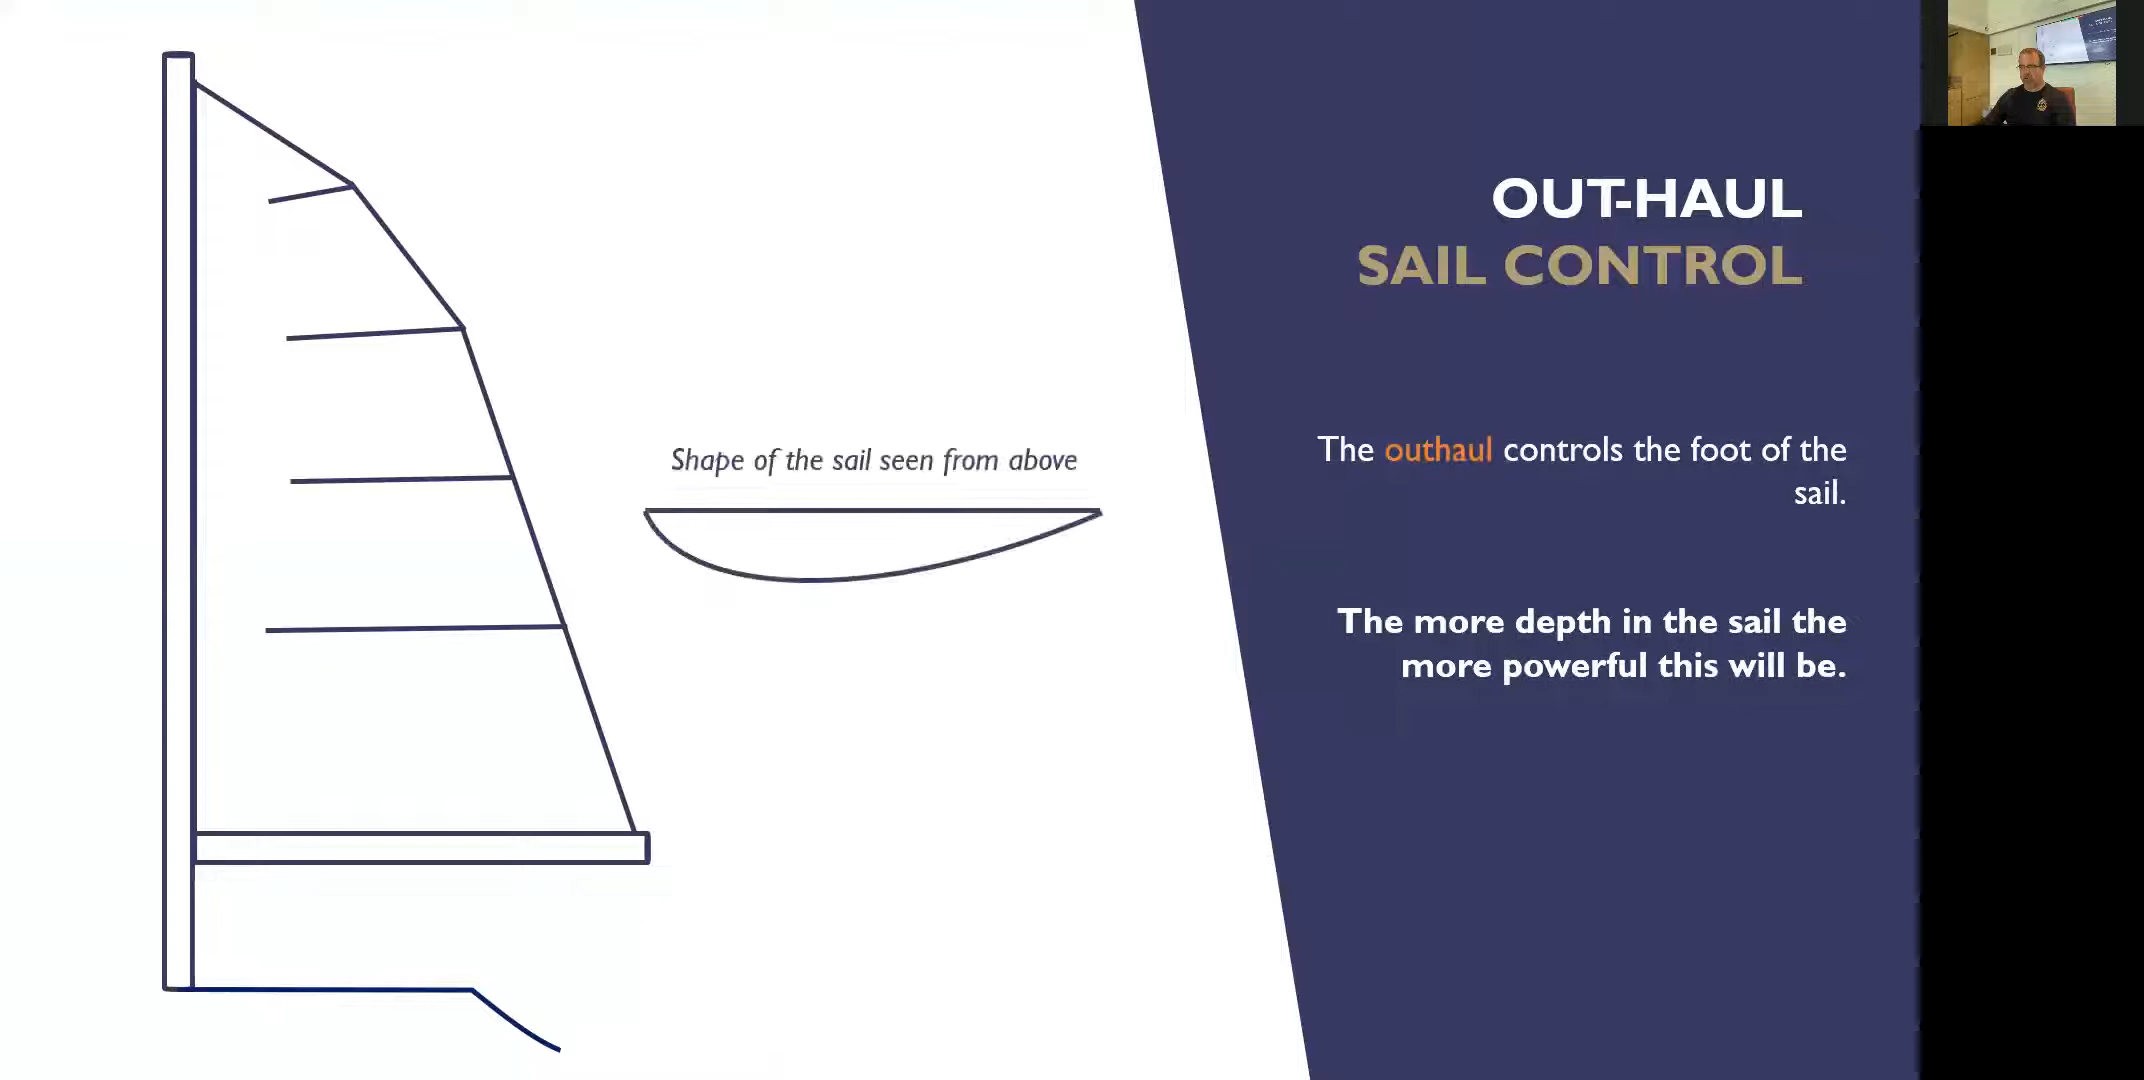 OUT-HAUL
SAIL CONTROL
Shape of the sail seen from above
The outhaul controls the foot of the
sail.
The more depth in the sail the
more powerful this will be.